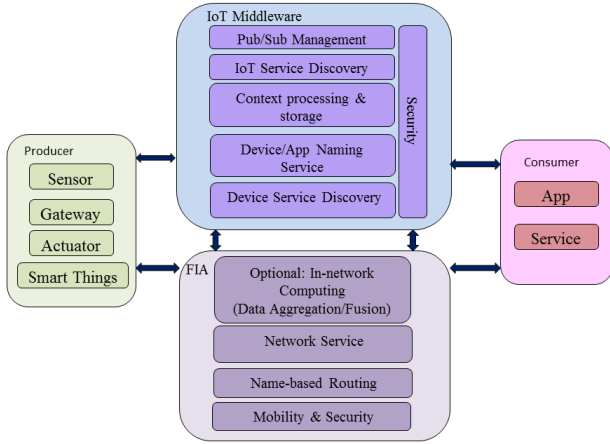 IoT Middleware
Pub/Sub Management
IoT Service Discovery
Context processing &
storage
Device/App Naming
Service
Device Service Discovery
Security
Producer
Sensor
Gateway
Actuator
Smart Things
Consumer
App
Service
FIA
Optional: In-network
Computing
(Data Aggregation/Fusion)
Network Service
Name-based Routing
Mobility & Security